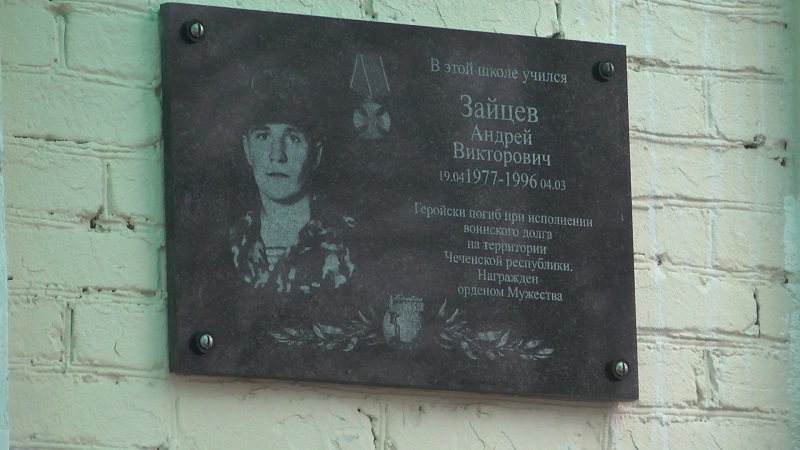 В этой школе учился
Зайцев
Андрей
Викторович
19.04 1977-1996 04.03
Геройски погиб при исполнении
воинского долга
на территории
Чеченской республики.
Награжден
орденом Мужества